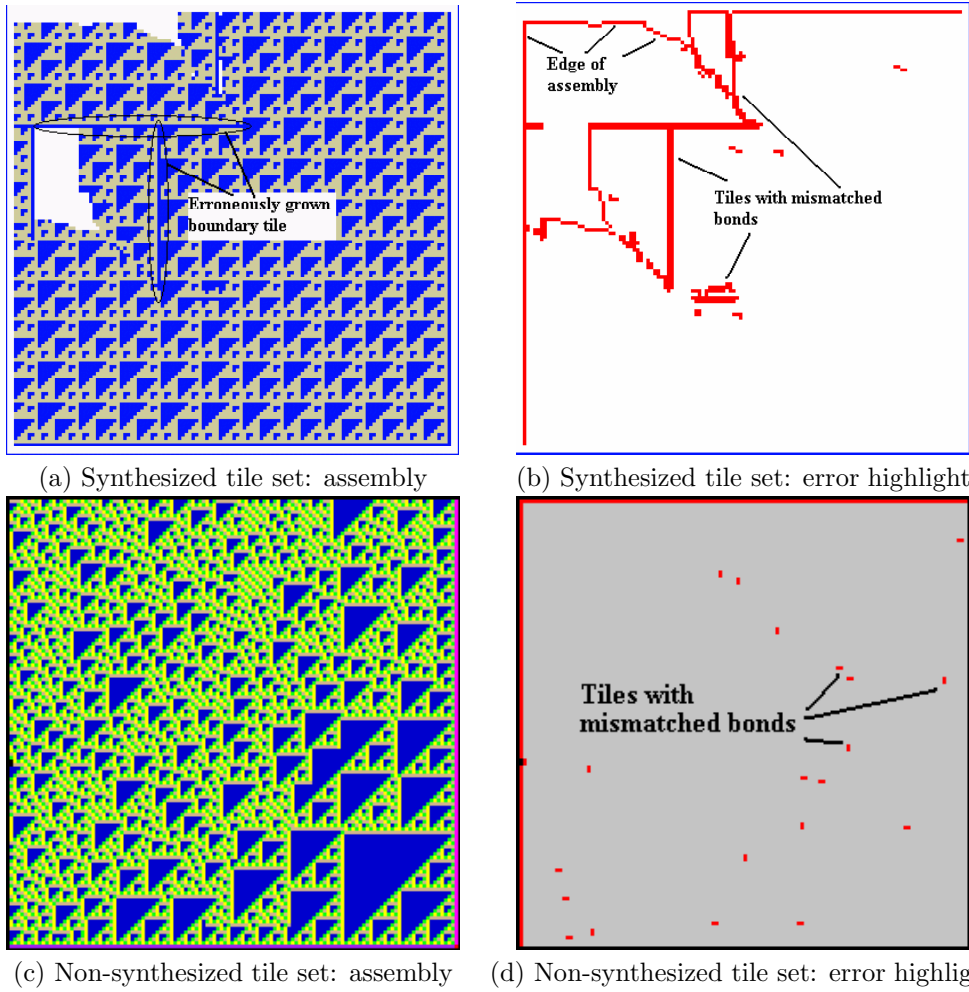 Erroneously grown
boundary tile
Edge of
assembly
Tiles with mismatched
bonds
(a) Synthesized tile set: assembly
(b) Synthesized tile set: error highlight
Tiles with
mismatched bonds
(c) Non-synthesized tile set: assembly
(d) Non-synthesized tile set: error highlig